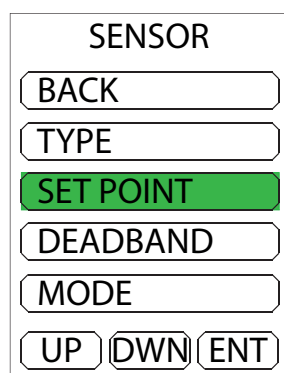 SENSOR
BACK
TYPE
SET POINT
DEADBAND
MODE
UP DWN ENT